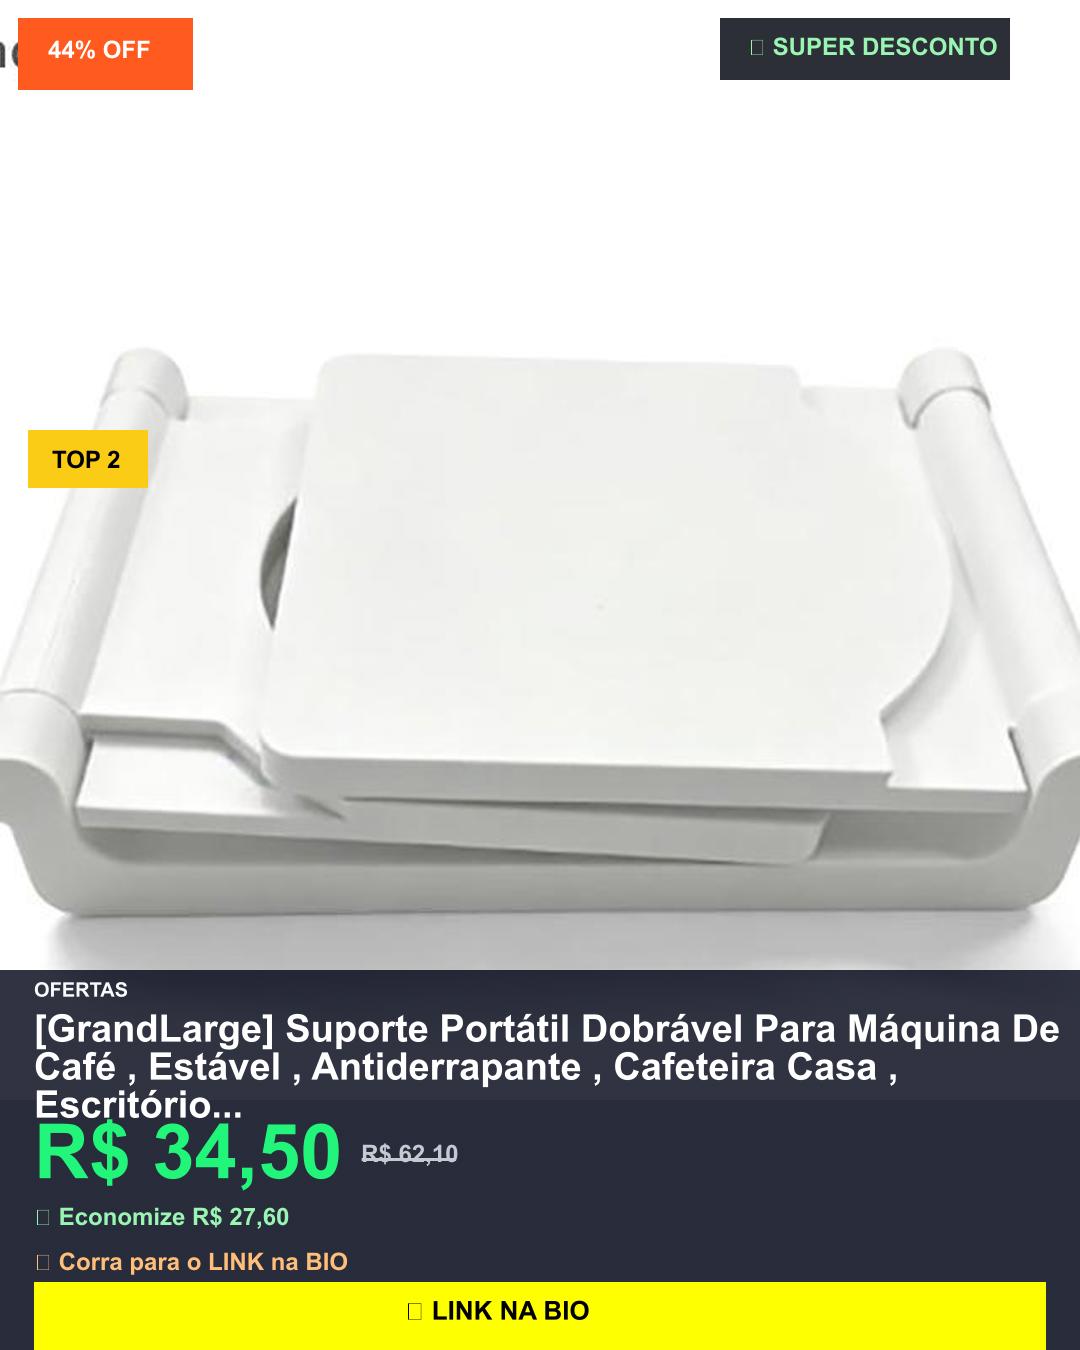 44% OFF
SUPER DESCONTO
TOP 2
OFERTAS
[GrandLarge] Suporte Portátil Dobrável Para Máquina De
Café , Estável , Antiderrapante , Cafeteira Casa ,
Escritório...
R$ 34,50 R$ 62,10
Economize R$ 27,60
Corra para o LINK na BIO
LINK NA BIO